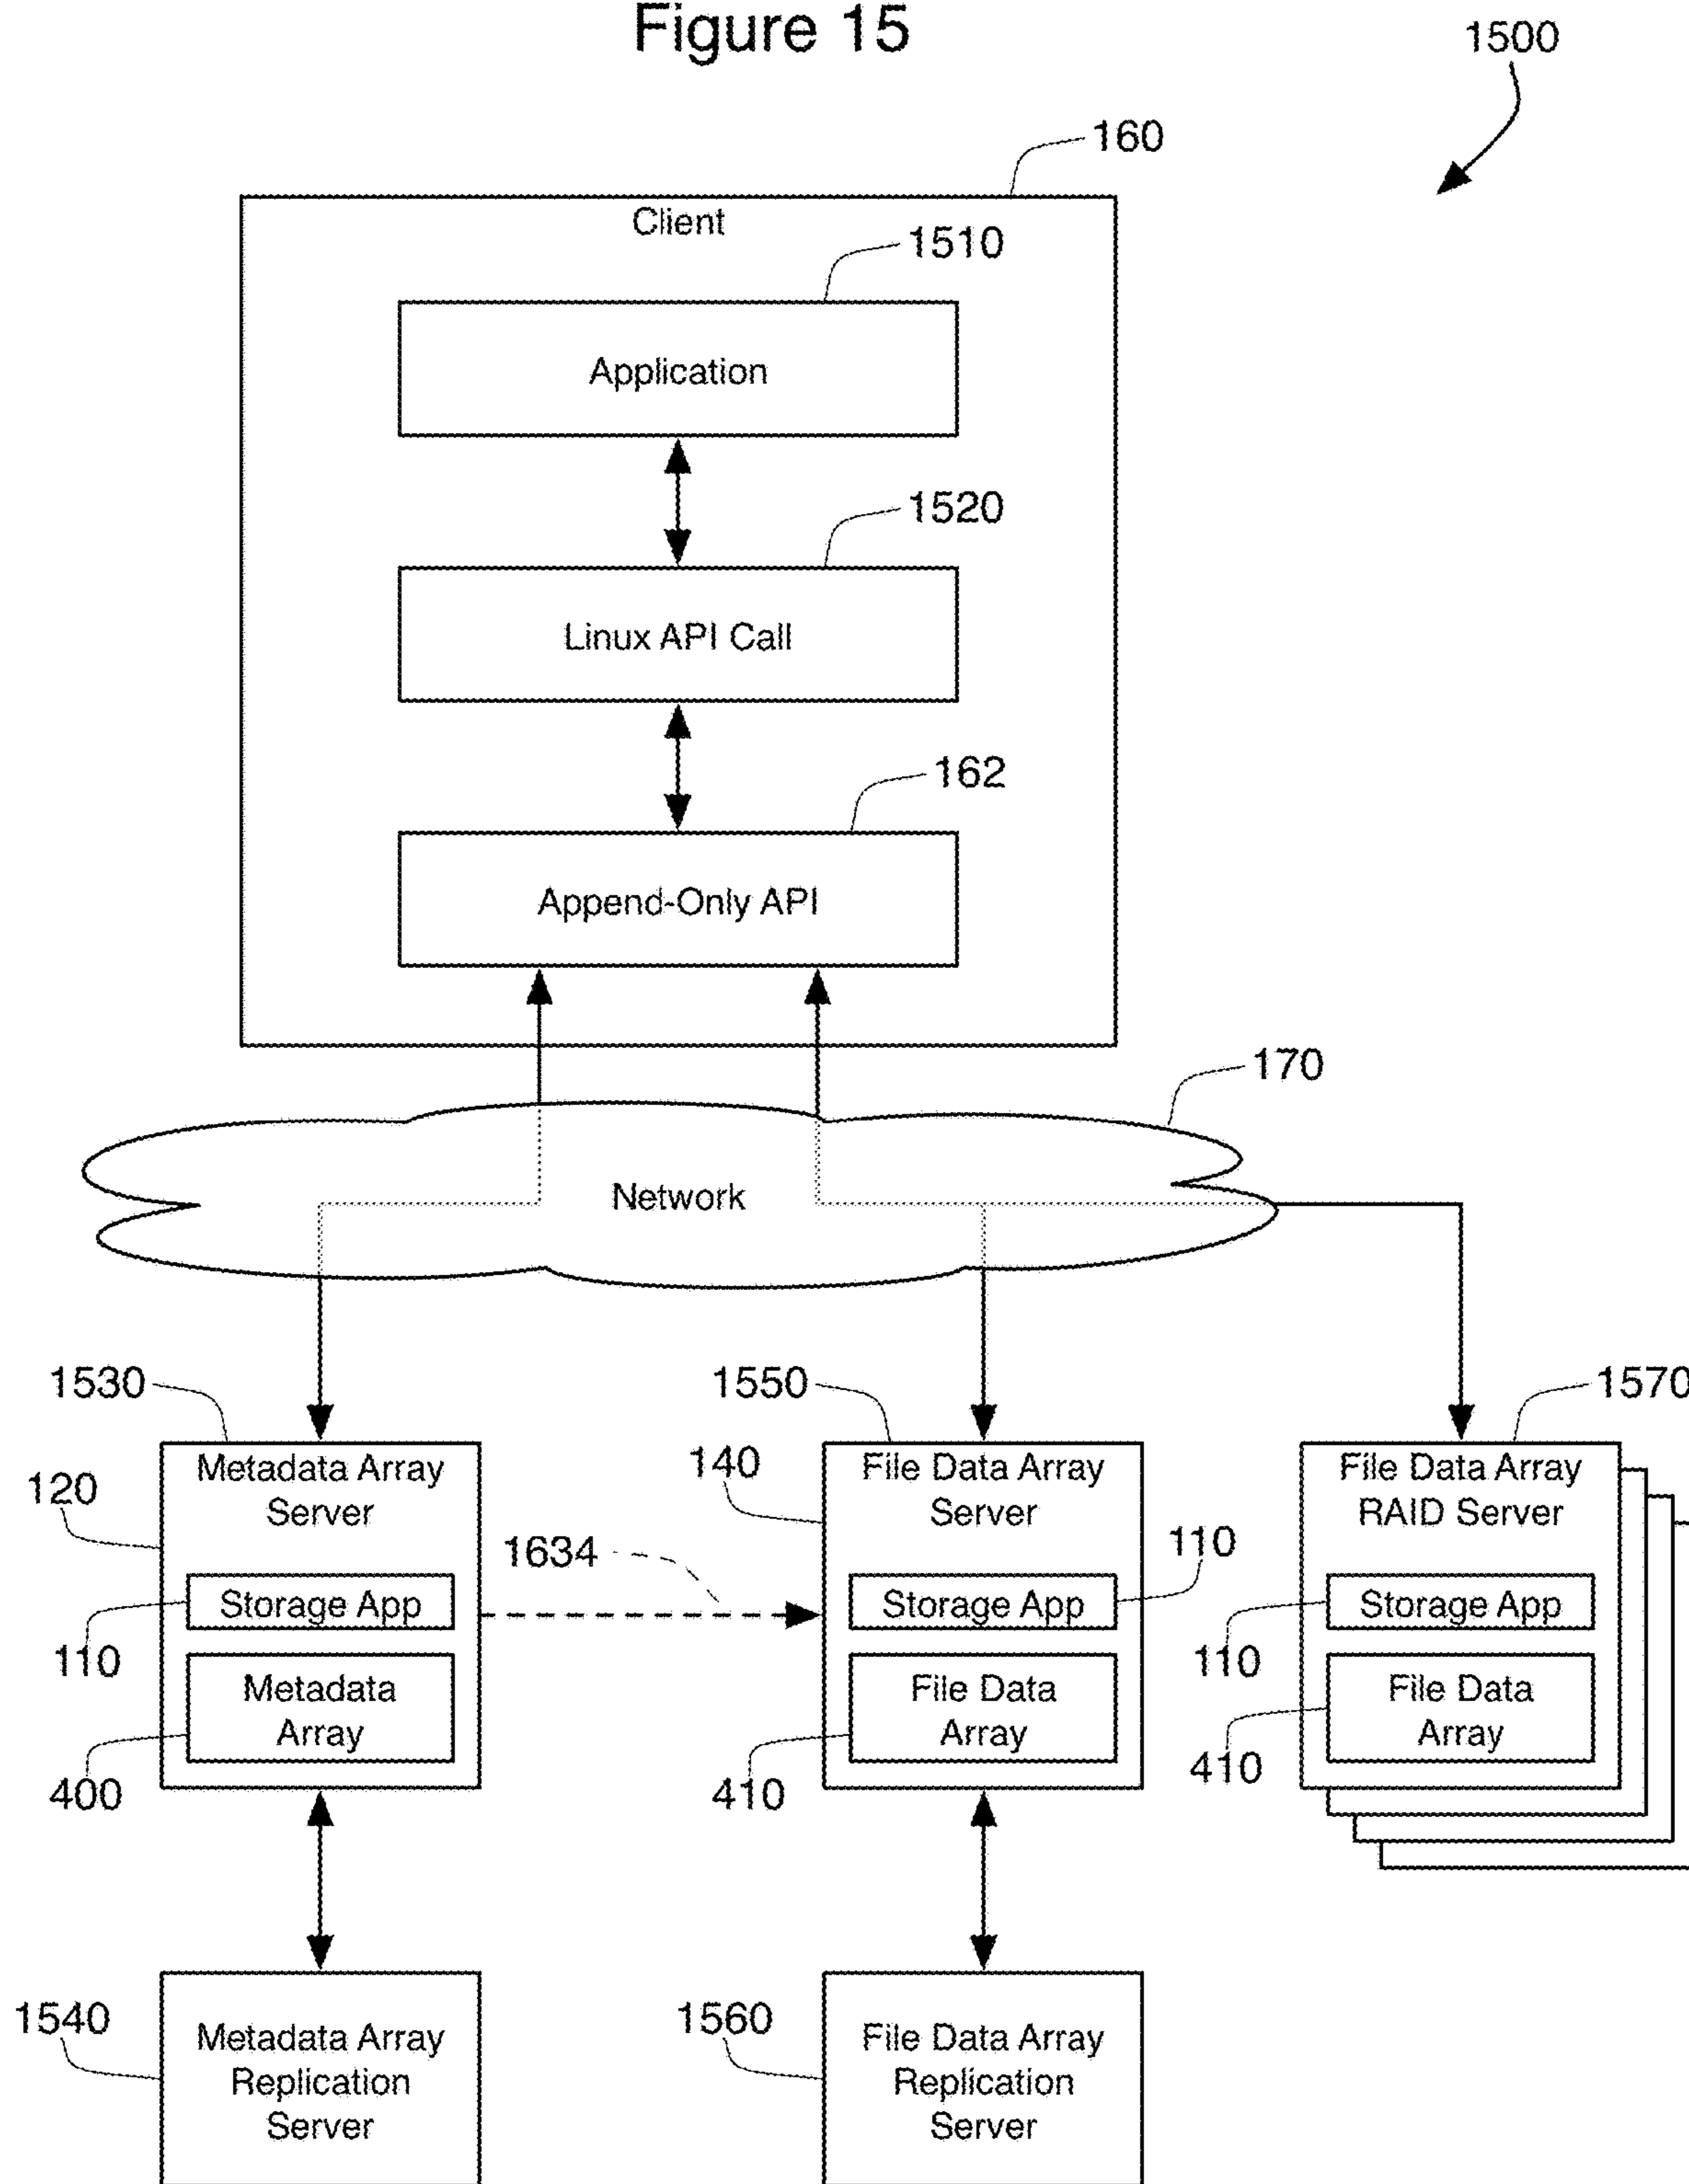 Figure 15
1500
160
Client
1510
Application
1520
Linux API Call
162
Append-Only API
170
Network
1530
1550
1570
Metadata Array
Server
120
Storage App
110
Metadata
Array
400
1634
140
File Data Array
Server
110
Storage App
File Data
Array
410
File Data Array
RAID Server
Storage App
110
File Data
Array
410
1540
Metadata Array
Replication
Server
1560
File Data Array
Replication
Server